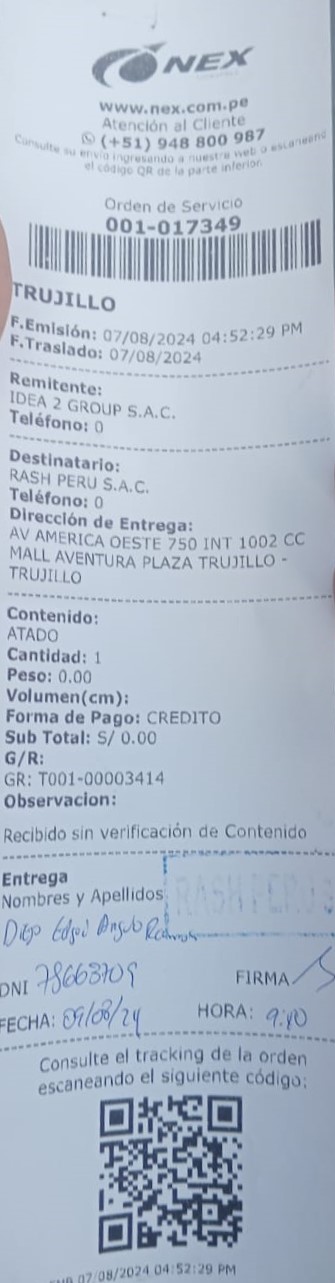 NEX
www.nex.com.pe
Atención al Cliente
(+51) 948 800 987
Consulte su envío ingresando a nuestra web o escaneando
el código QR de la parte inferior
Orden de Servicio
001-017349
TRUJILLO
F.Emisión: 07/08/2024 04:52:29 PM
F.Traslado: 07/08/2024
Remitente:
IDEA 2 GROUP S.A.C.
Teléfono: 0
Destinatario:
RASH PERU S.A.C.
Teléfono: 0
Dirección de Entrega:
AV AMERICA OESTE 750 INT 1002 CC
MALL AVENTURA PLAZA TRUJILLO -
TRUJILLO
Contenido:
ATADO
Cantidad: 1
Peso: 0.00
Volumen(cm):
Forma de Pago: CREDITO
Sub Total: S/ 0.00
G/R:
GR: T001-00003414
Observacion:
Recibido sin verificación de Contenido
Entrega
Nombres y Apellidos
RASH PERU S
Angulo
DNI 78663709
FIRMA
FECHA: 09/08/24 HORA: 9:40
Consulte el tracking de la orden
escaneando el siguiente código:
07/08/2024 04:52:29 PM